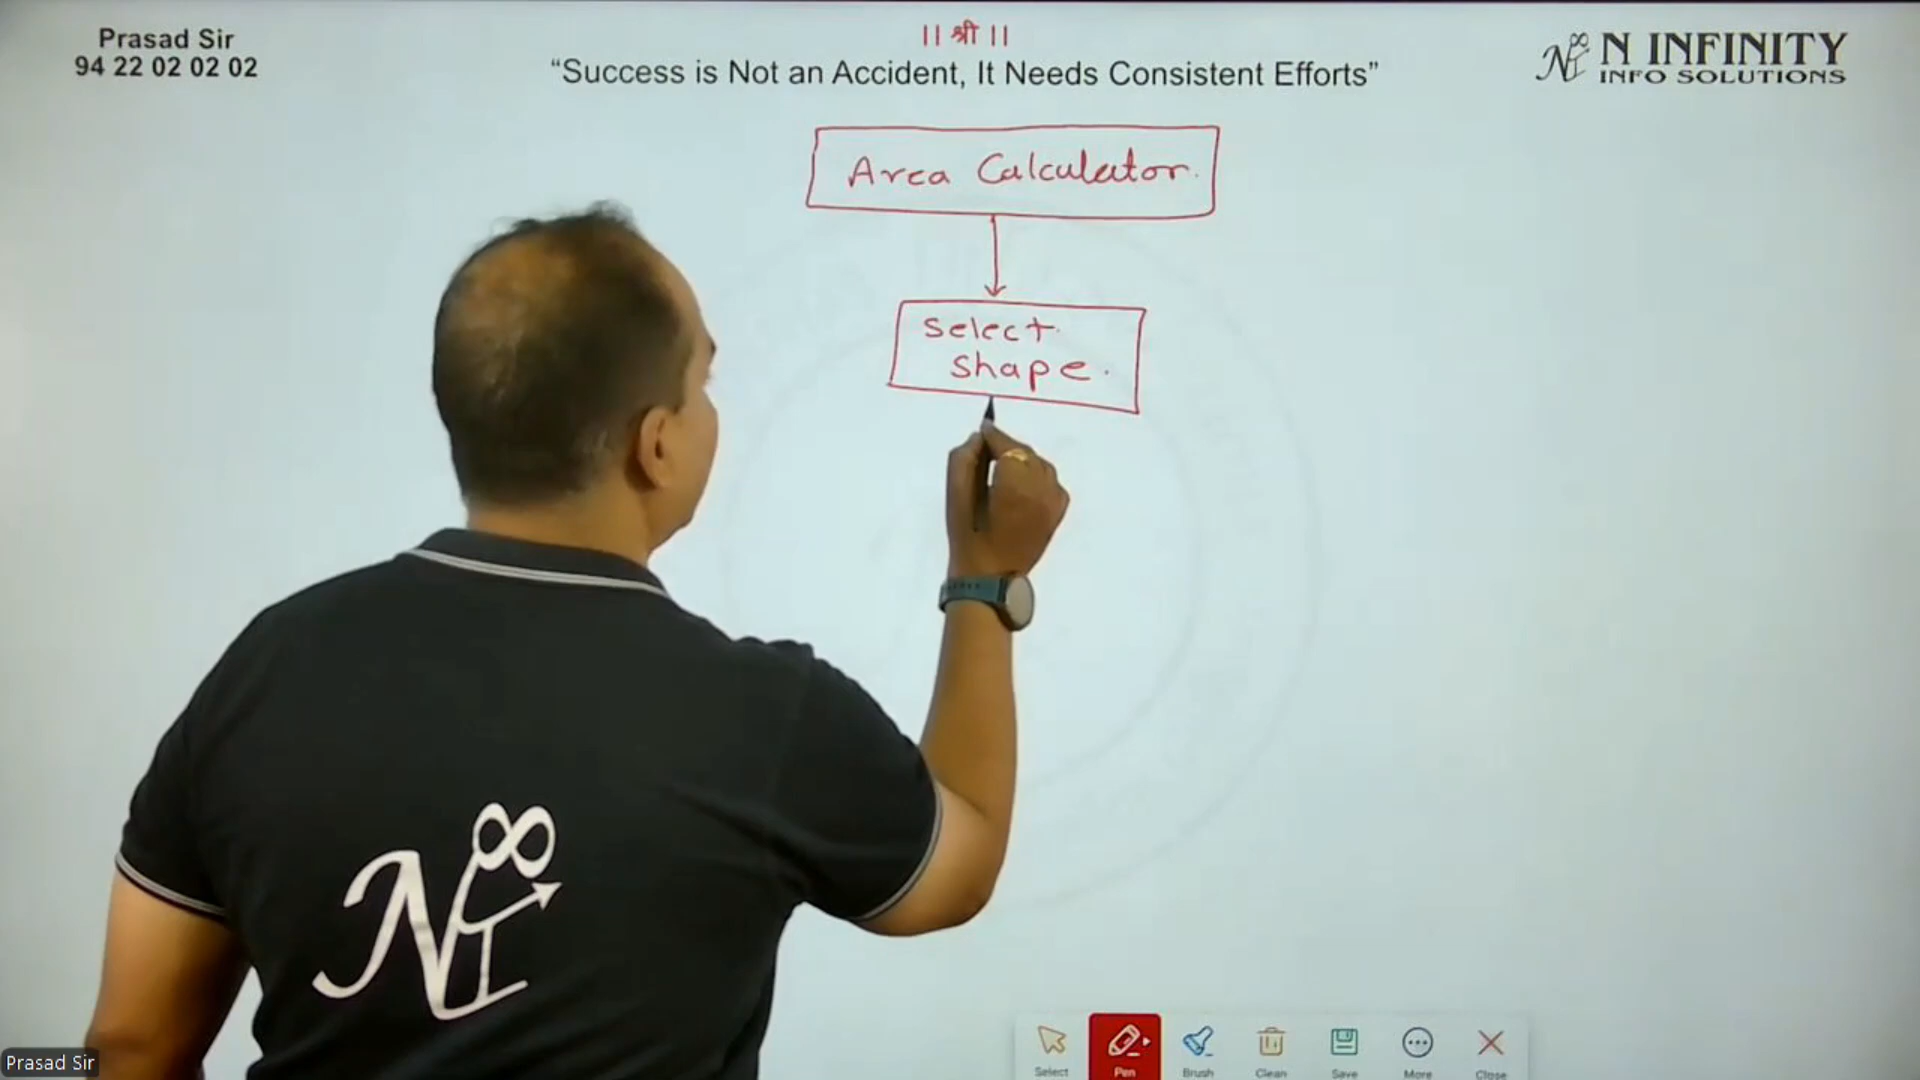 Prasad Sir
94 22 02 02 02
|| श्री ||
“Success is Not an Accident, It Needs Consistent Efforts”
N INFINITY
INFO SOLUTIONS
Area Calculator.
Select
Shape.
Prasad Sir
Select
Pen
Brush
Clean
Save
More
Close